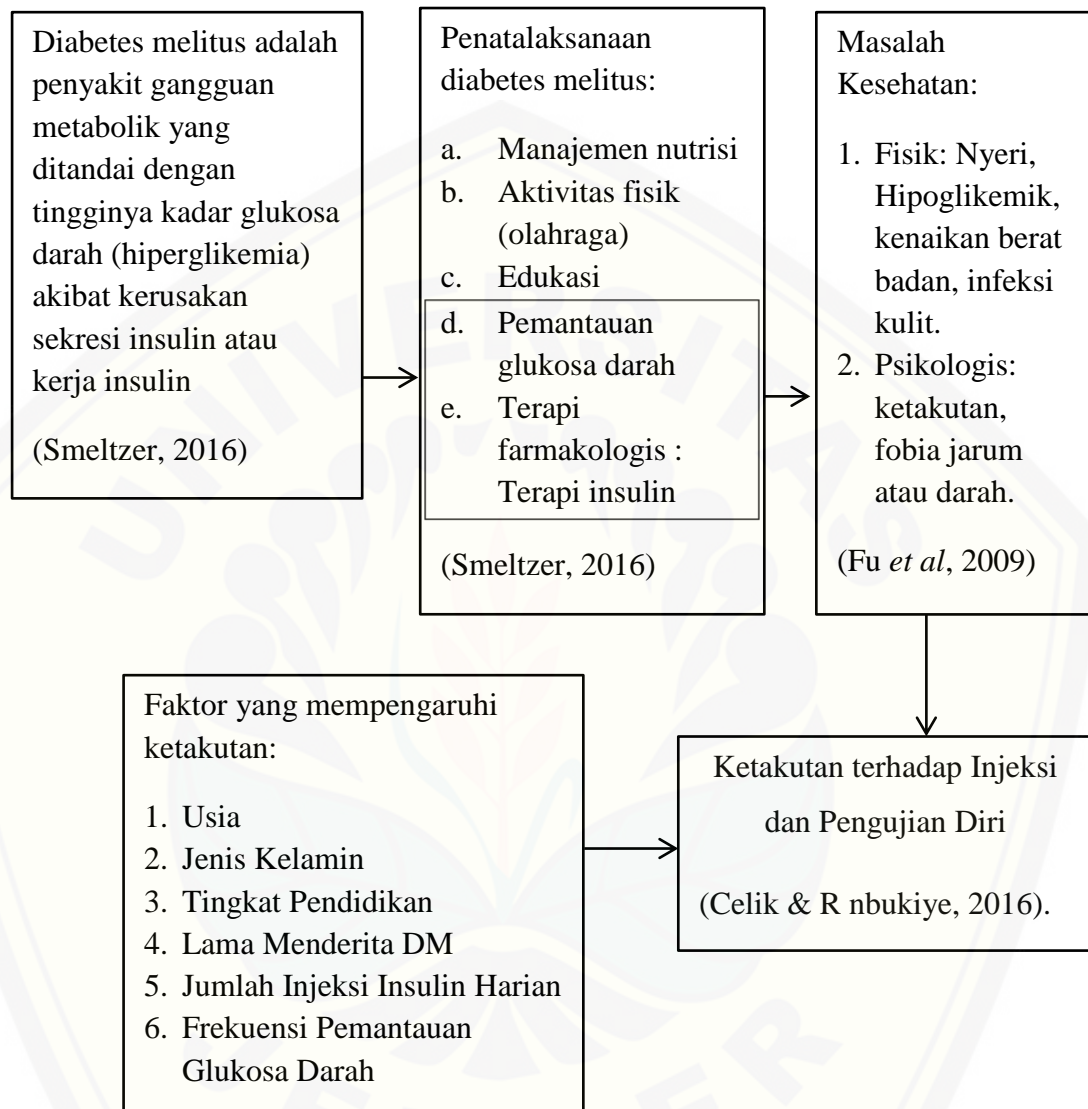 Diabetes melitus adalah
penyakit gangguan
metabolik yang
ditandai dengan
tingginya kadar glukosa
darah (hiperglikemia)
akibat kerusakan
sekresi insulin atau
kerja insulin
(Smeltzer, 2016)
Penatalaksanaan
diabetes melitus:
a. Manajemen nutrisi
b. Aktivitas fisik
(olahraga)
c. Edukasi
d. Pemantauan
glukosa darah
e. Terapi
farmakologis :
Terapi insulin
(Smeltzer, 2016)
Masalah
Kesehatan:
1. Fisik: Nyeri,
Hipoglikemik,
kenaikan berat
badan, infeksi
kulit.
2. Psikologis:
ketakutan,
fobia jarum
atau darah.
(Fu et al, 2009)
Faktor yang mempengaruhi
ketakutan:
1. Usia
2. Jenis Kelamin
3. Tingkat Pendidikan
4. Lama Menderita DM
5. Jumlah Injeksi Insulin Harian
6. Frekuensi Pemantauan
Glukosa Darah
Ketakutan terhadap Injeksi
dan Pengujian Diri
(Celik & R nbukiye, 2016).
UNIVERSITAS